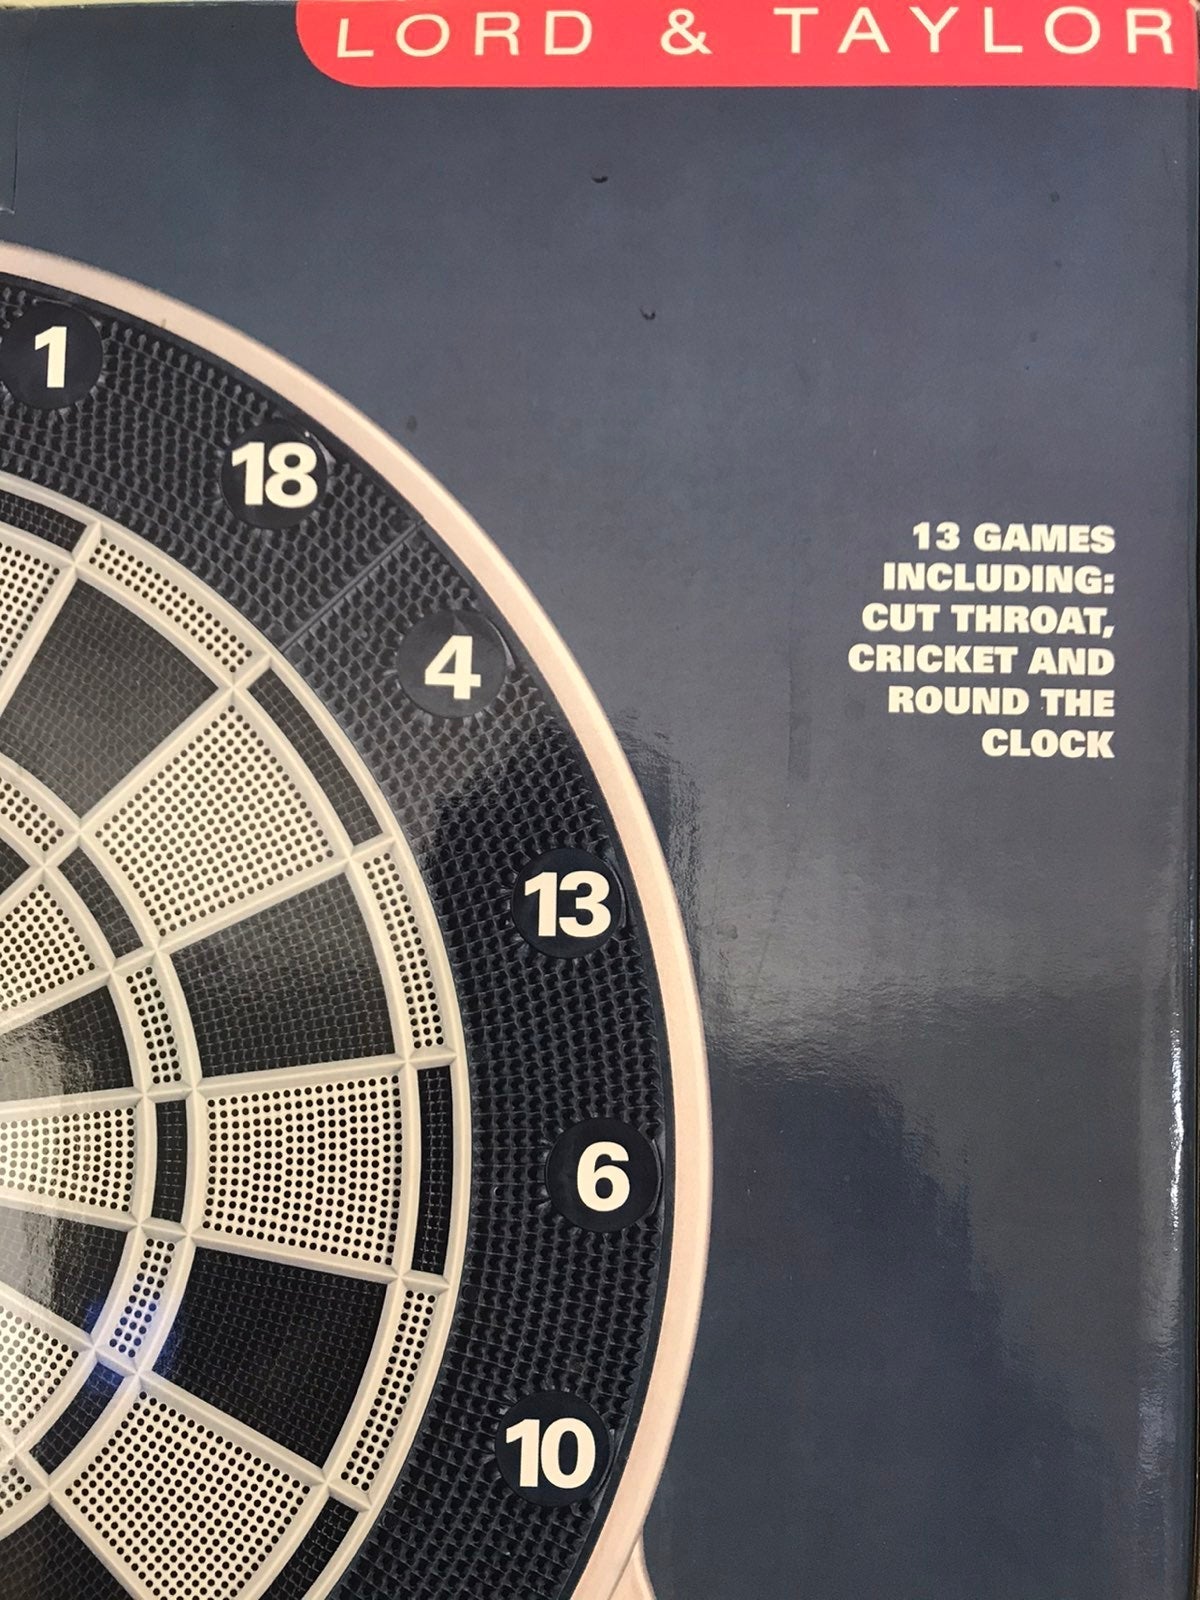 LORD & TAYLOR
1
18
4
13 GAMES
INCLUDING:
CUT THROAT,
CRICKET AND
ROUND THE
CLOCK
13
6
10